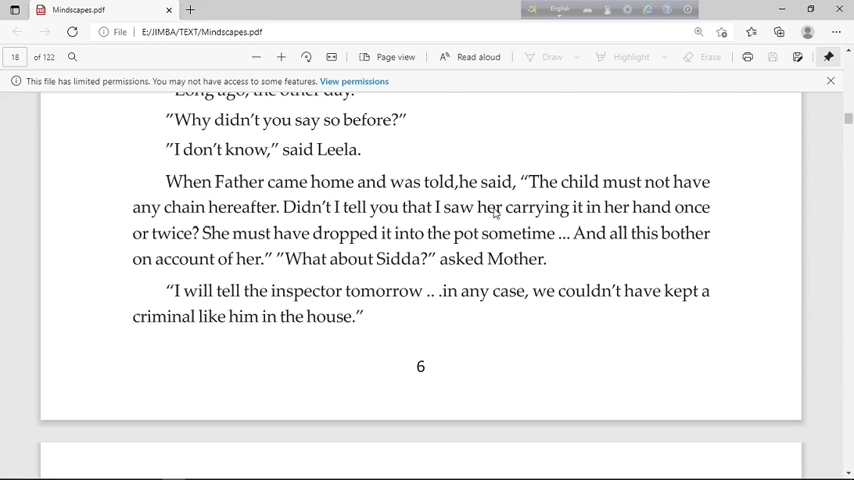 English
Mindscapes.pdf
File
E:/JIMBA/TEXT/Mindscapes.pdf
18 of 122
Page view
Read aloud
Draw
Highlight
Erase
This file has limited permissions. You may not have access to some features. View permissions
"Long ago, the other day."
”Why didn’t you say so before?”
”I don’t know,” said Leela.
When Father came home and was told,he said, “The child must not have
any chain hereafter. Didn’t I tell you that I saw her carrying it in her hand once
or twice? She must have dropped it into the pot sometime ... And all this bother
on account of her.” ”What about Sidda?” asked Mother.
“I will tell the inspector tomorrow .. .in any case, we couldn’t have kept a
criminal like him in the house.”
6